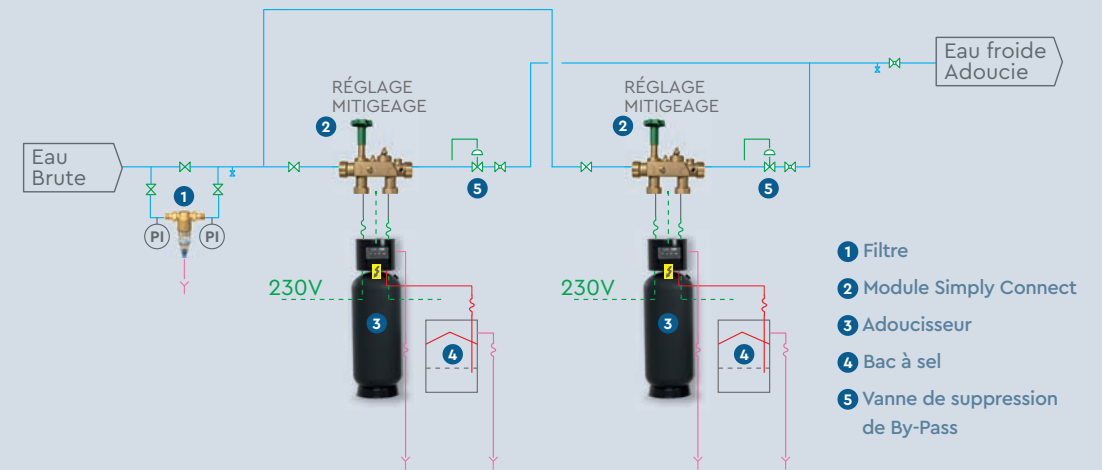 Eau froide
Adoucie
RÉGLAGE
MITIGEAGE
2
RÉGLAGE
MITIGEAGE
2
Eau
Brute
1
PI
PI
5
5
230V
3
4
230V
3
4
1 Filtre
2 Module Simply Connect
3 Adoucisseur
4 Bac à sel
5 Vanne de suppression
de By-Pass